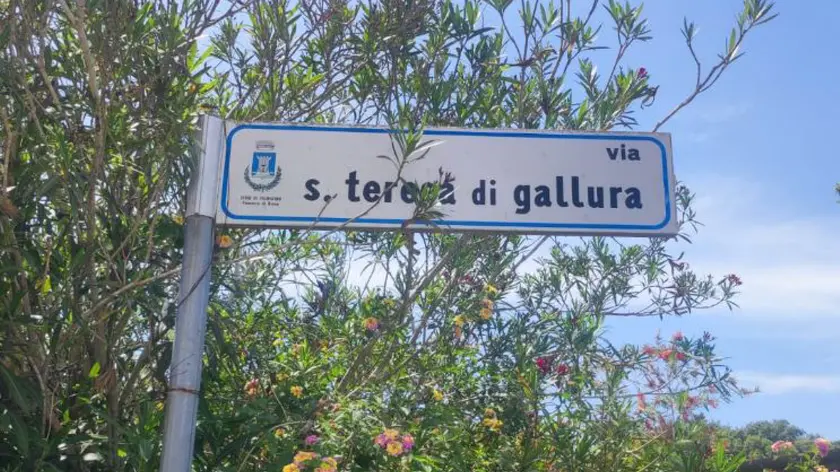 via
s. teresa di gallura